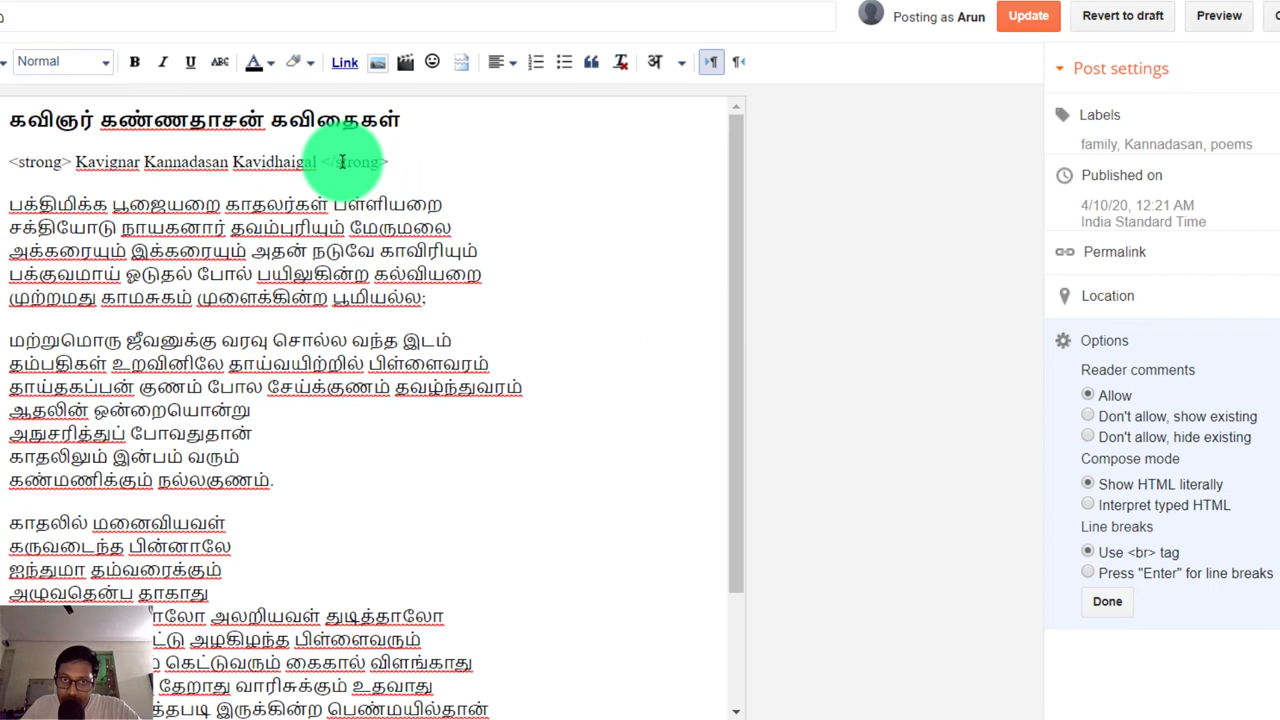 Posting as Arun
Update
Revert to draft
Preview
Normal
B I U ABC A Link अ
Post settings
Labels
family, Kannadasan, poems
Published on
4/10/20, 12:21 AM
India Standard Time
Permalink
Location
Options
Reader comments
Allow
Don't allow, show existing
Don't allow, hide existing
Compose mode
Show HTML literally
Interpret typed HTML
Line breaks
Use <br> tag
Press "Enter" for line breaks
Done
கவிஞர் கண்ணதாசன் கவிதைகள்
<strong> Kavignar Kannadasan Kavidhaigal </strong>
பக்திமிக்க பூஜையறை காதலர்கள் பள்ளியறை
சக்தியோடு நாயகனார் தவம்புரியும் மேருமலை
அக்கரையும் இக்கரையும் அதன் நடுவே காவிரியும்
பக்குவமாய் ஓடுதல் போல் பயிலுகின்ற கல்வியறை
முற்றமது காமசுகம் முளைக்கின்ற பூமியல்ல;
மற்றுமொரு ஜீவனுக்கு வரவு சொல்ல வந்த இடம்
தம்பதிகள் உறவினிலே தாய்வயிற்றில் பிள்ளைவரம்
தாய்தகப்பன் குணம் போல சேய்க்குணம் தவழ்ந்துவரும்
ஆதலின் ஒன்றையொன்று
அநுசரித்துப் போவதுதான்
காதலிலும் இன்பம் வரும்
கண்மணிக்கும் நல்லகுணம்.
காதலில் மனைவியவள்
கருவடைந்த பின்னாலே
ஐந்துமா தம்வரைக்கும்
அழுவதென்ப தாகாது
அலறியவள் துடித்தாலோ
அழகிழந்த பிள்ளைவரும்
கெட்டுவரும் கைகால் விளங்காது
தேறாது வாரிசுக்கும் உதவாது
இருக்கின்ற பெண்மயில்தான்